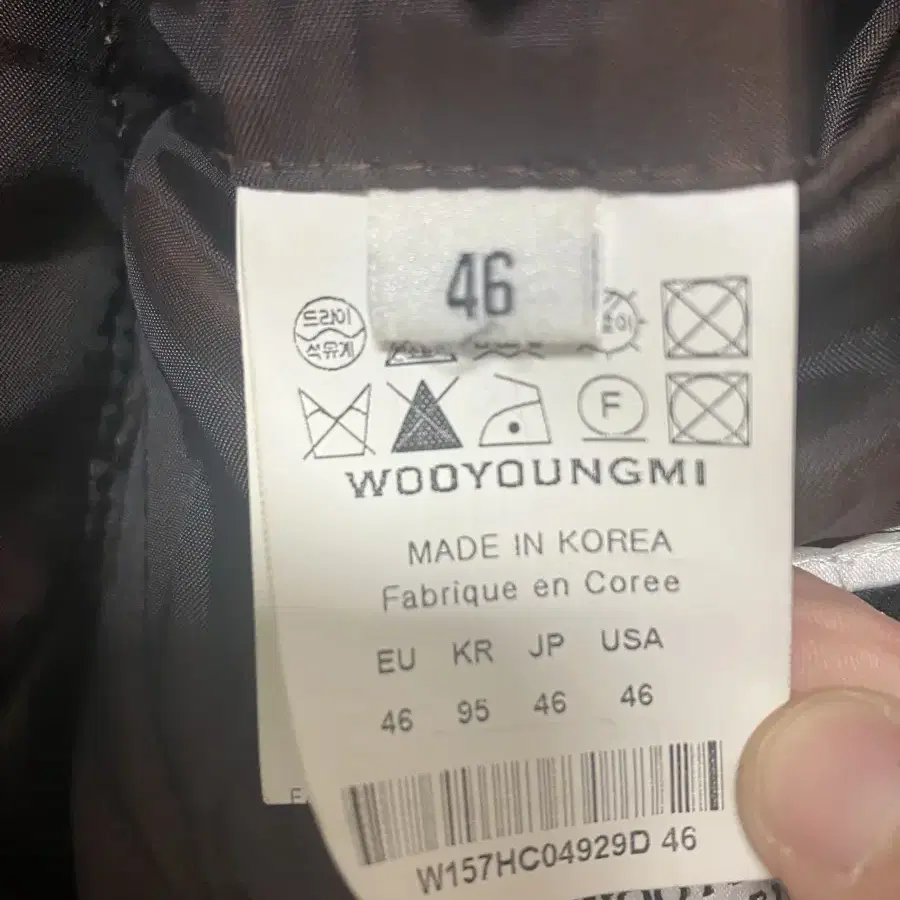 46
드라이
석유계
F
WOOYOUNGMI
MADE IN KOREA
Fabrique en Coree
EU KR JP USA
46 95 46 46
W157HC04929D 46